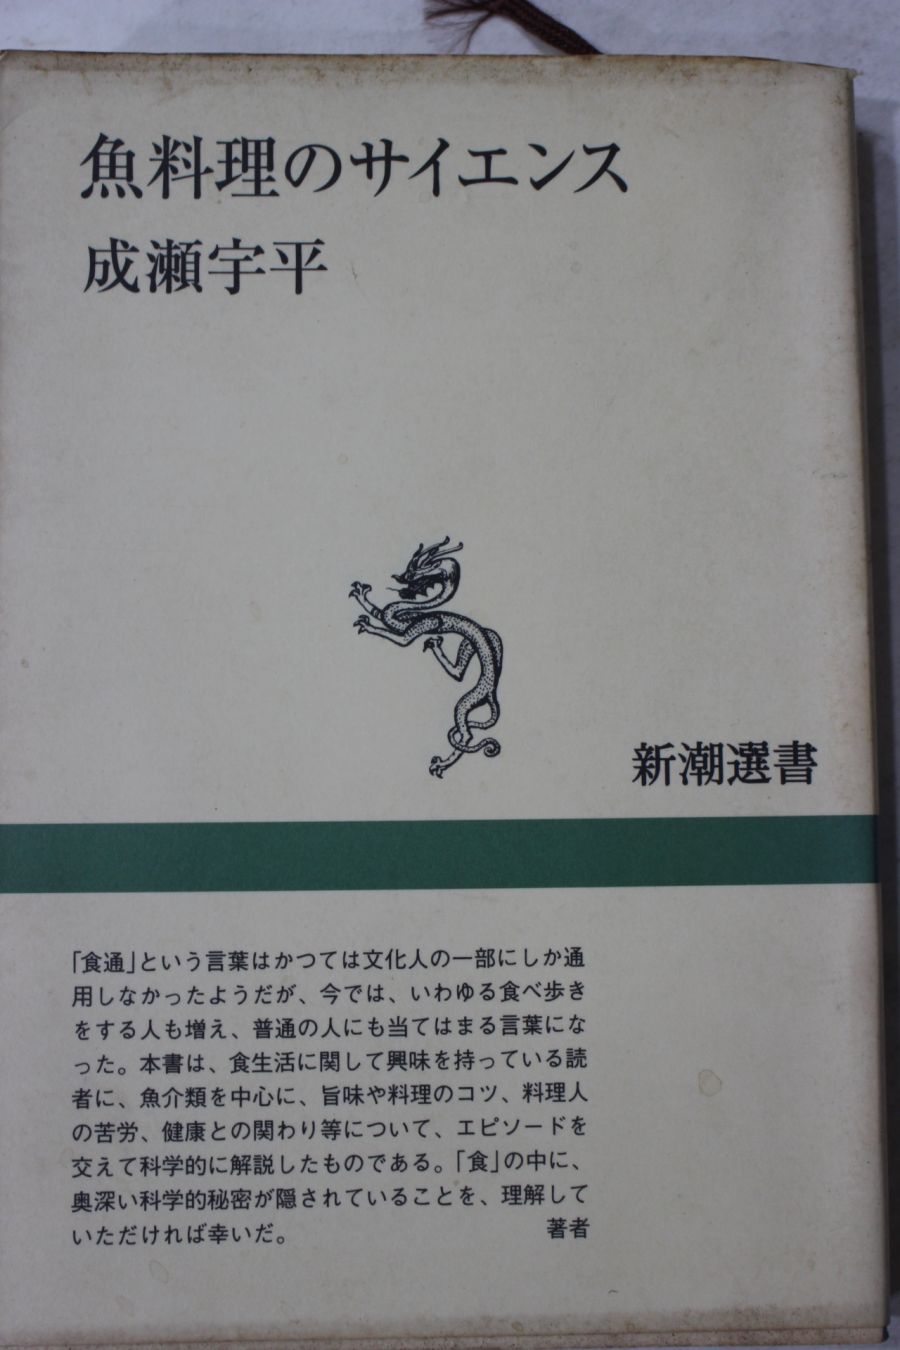 魚料理のサイエンス
成瀬宇平
新潮選書
「食通」という言葉はかつては文化人の一部にしか通
用しなかったようだが、今では、いわゆる食べ歩き
をする人も増え、普通の人にも当てはまる言葉にな
った。本書は、食生活に関して興味を持っている読
者に、魚介類を中心に、旨味や料理のコツ、料理人
の苦労、健康との関わり等について、エピソードを
交えて科学的に解説したものである。「食」の中に、
奥深い科学的秘密が隠されていることを、理解して
いただければ幸いだ。 著者